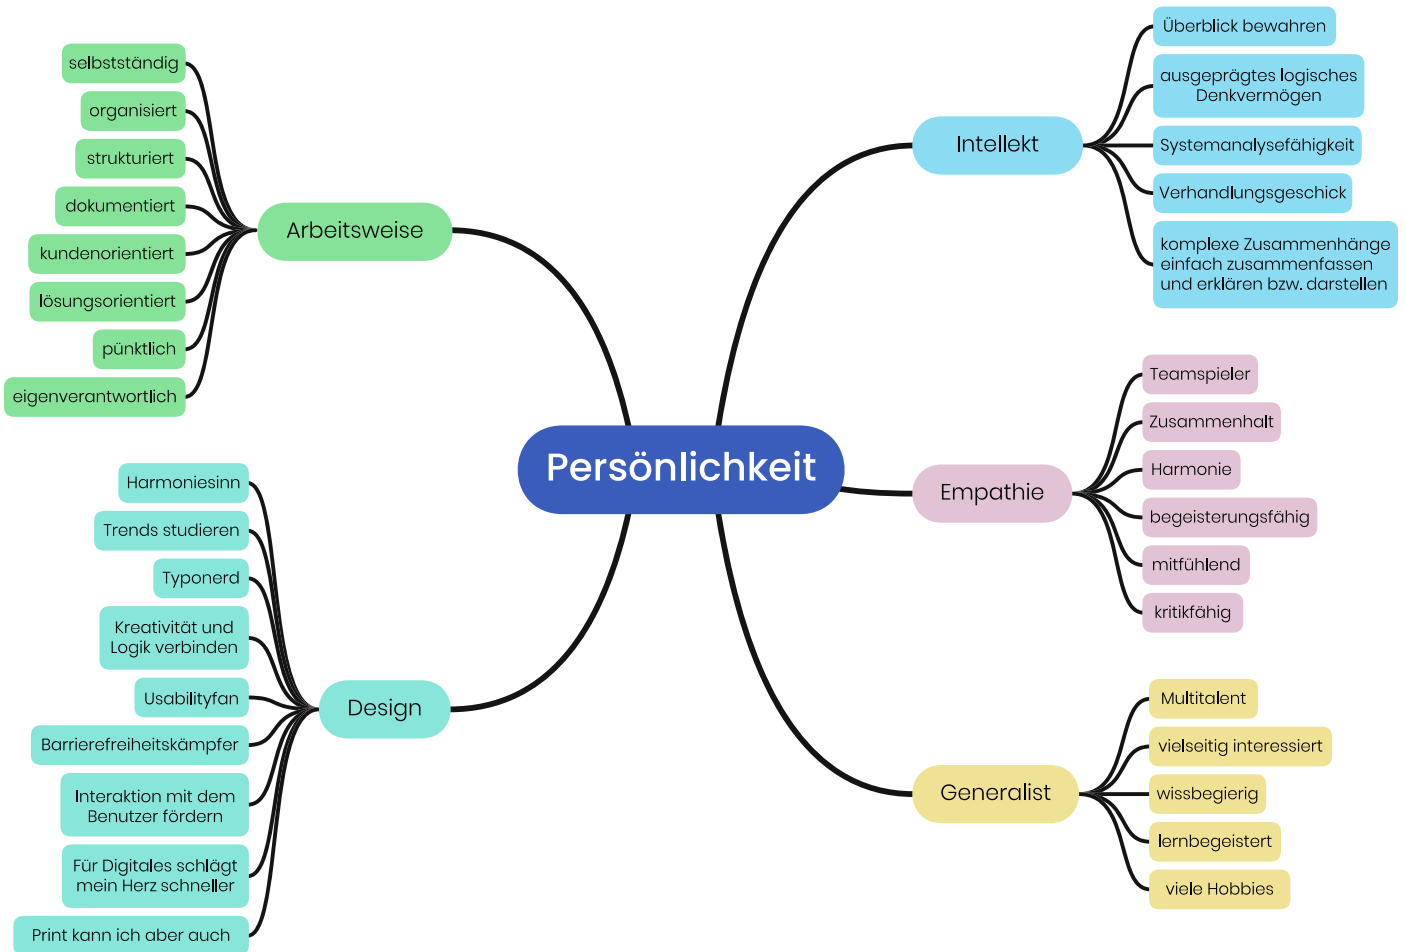 Persönlichkeit
Arbeitsweise
selbstständig
organisiert
strukturiert
dokumentiert
kundenorientiert
lösungsorientiert
pünktlich
eigenverantwortlich
Design
Harmoniesinn
Trends studieren
Typonerd
Kreativität und
Logik verbinden
Usabilityfan
Barrierefreiheitskämpfer
Interaktion mit dem
Benutzer fördern
Für Digitales schlägt
mein Herz schneller
Print kann ich aber auch
Intellekt
Überblick bewahren
ausgeprägtes logisches
Denkvermögen
Systemanalysefähigkeit
Verhandlungsgeschick
komplexe Zusammenhänge
einfach zusammenfassen
und erklären bzw. darstellen
Empathie
Teamspieler
Zusammenhalt
Harmonie
begeisterungsfähig
mitfühlend
kritikfähig
Generalist
Multitalent
vielseitig interessiert
wissbegierig
lernbegeistert
viele Hobbies